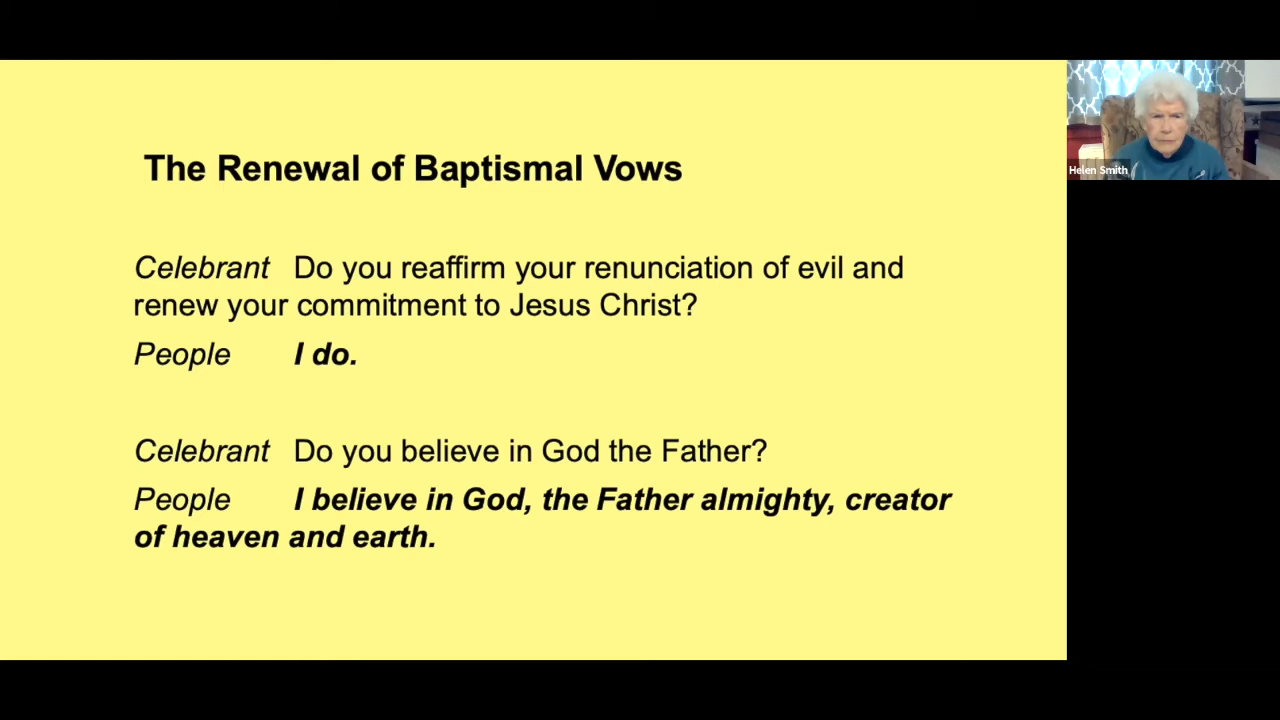 The Renewal of Baptismal Vows
Helen Smith
Celebrant Do you reaffirm your renunciation of evil and
renew your commitment to Jesus Christ?
People I do.
Celebrant Do you believe in God the Father?
People I believe in God, the Father almighty, creator
of heaven and earth.